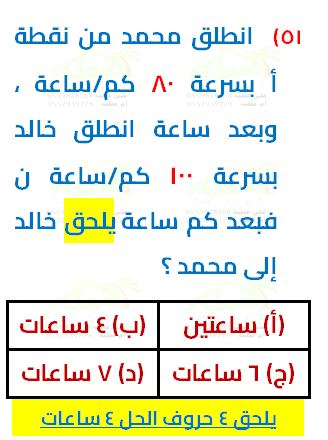 ٥١) انطلق محمد من نقطة
أ بسرعة ٨٠ كم/ساعة ،
وبعد ساعة انطلق خالد
بسرعة ١٠٠ كم/ساعة ن
فبعد كم ساعة يلحق خالد
إلى محمد ؟
(أ) ساعتين (ب) ٤ ساعات
(ج) ٦ ساعات (د) ٧ ساعات
يلحق ٤ حروف الحل ٤ ساعات